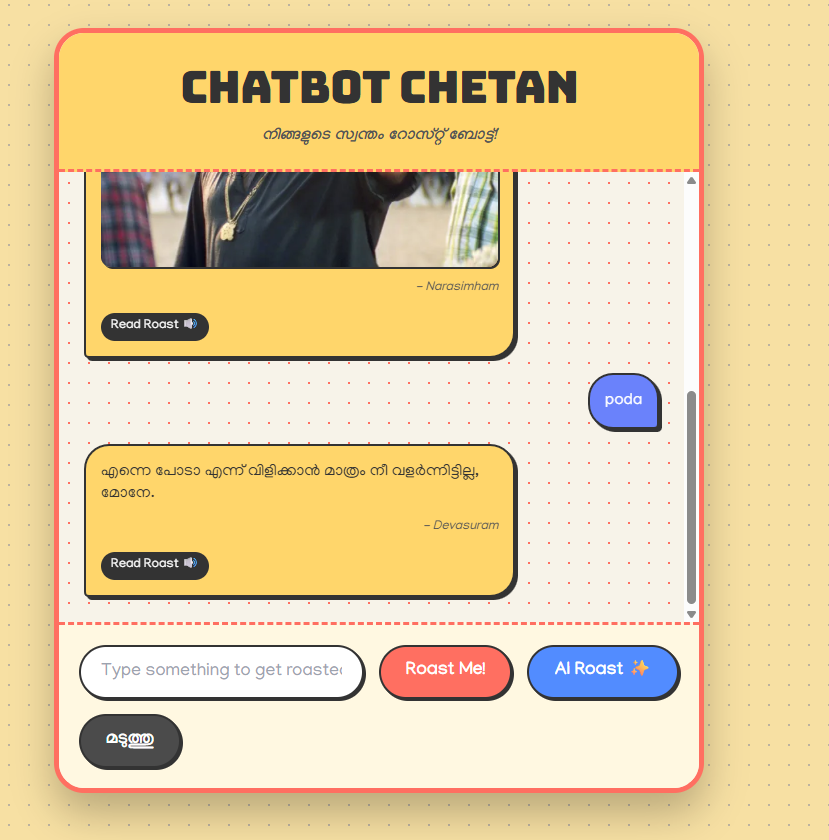 CHATBOT CHETAN
നിങ്ങളുടെ സ്വന്തം റോസ്റ്റ് ബോട്ട്!
– Narasimham
Read Roast
poda
എന്നെ പോടാ എന്ന് വിളിക്കാൻ മാത്രം നീ വളർന്നിട്ടില്ല,
മോനേ.
– Devasuram
Read Roast
Type something to get roasted
Roast Me!
AI Roast
മടുത്തു